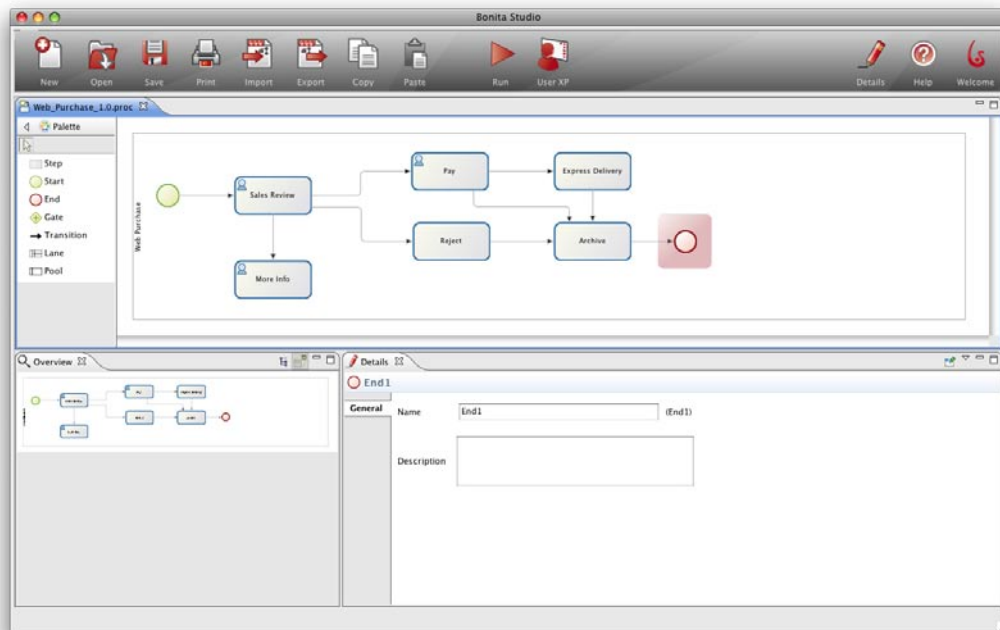 Bonita Studio
New Open Save Print Import Export Copy Paste Run User XP Details Help Welcome
Web_Purchase_1.0.proc
Palette
Step
Start
End
Gate
Transition
Lane
Pool
Web Purchase
Sales Review
More Info
Pay
Reject
Express Delivery
Archive
Overview
Details
End1
General
Name
End1
(End1)
Description